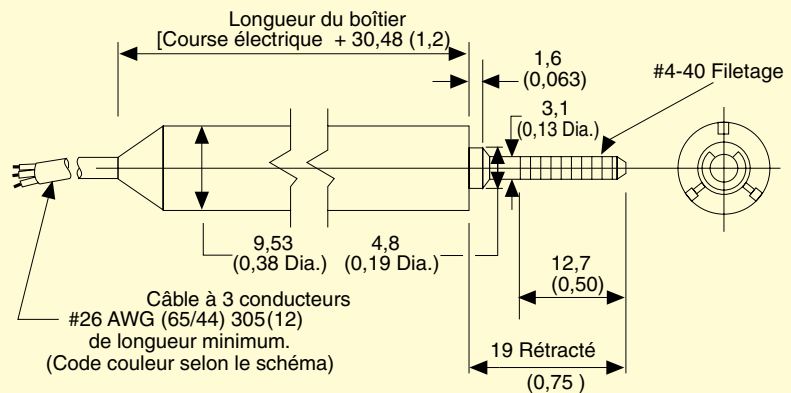 Longueur du boîtier
[Course électrique + 30,48 (1,2)
1,6
(0,063)
#4-40 Filetage
3,1
(0,13 Dia.)
9,53
(0,38 Dia.)
4,8
(0,19 Dia.)
12,7
(0,50)
Câble à 3 conducteurs
#26 AWG (65/44) 305(12)
de longueur minimum.
(Code couleur selon le schéma)
19 Rétracté
(0,75 )